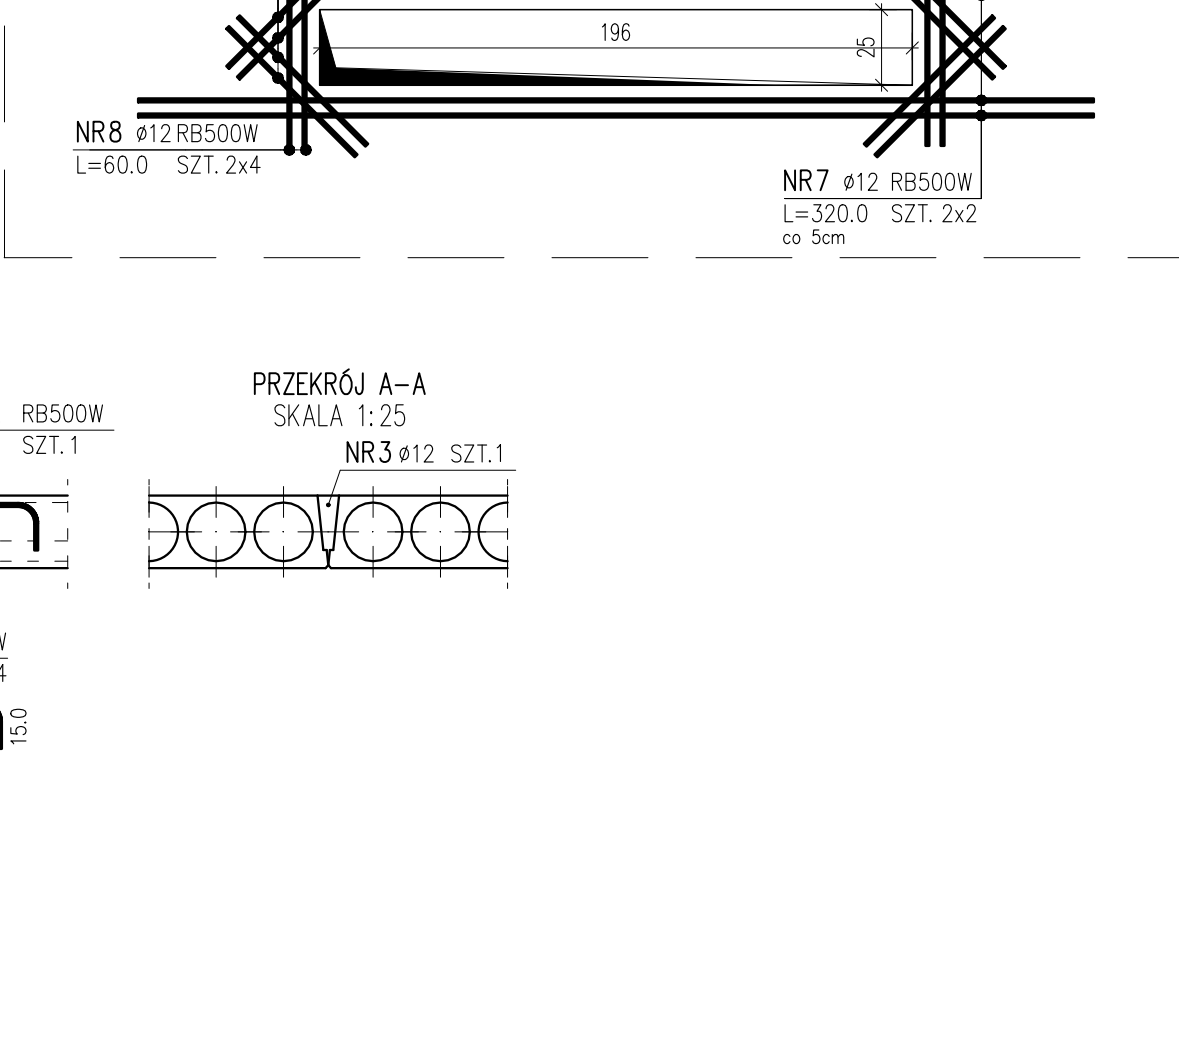 196
25
NR8 ø12 RB500W
L=60.0 SZT. 2x4
NR7 ø12 RB500W
L=320.0 SZT. 2x2
co 5cm
PRZEKRÓJ A-A
SKALA 1:25
RB500W
SZT. 1
NR3 ø12 SZT.1
4
15.0